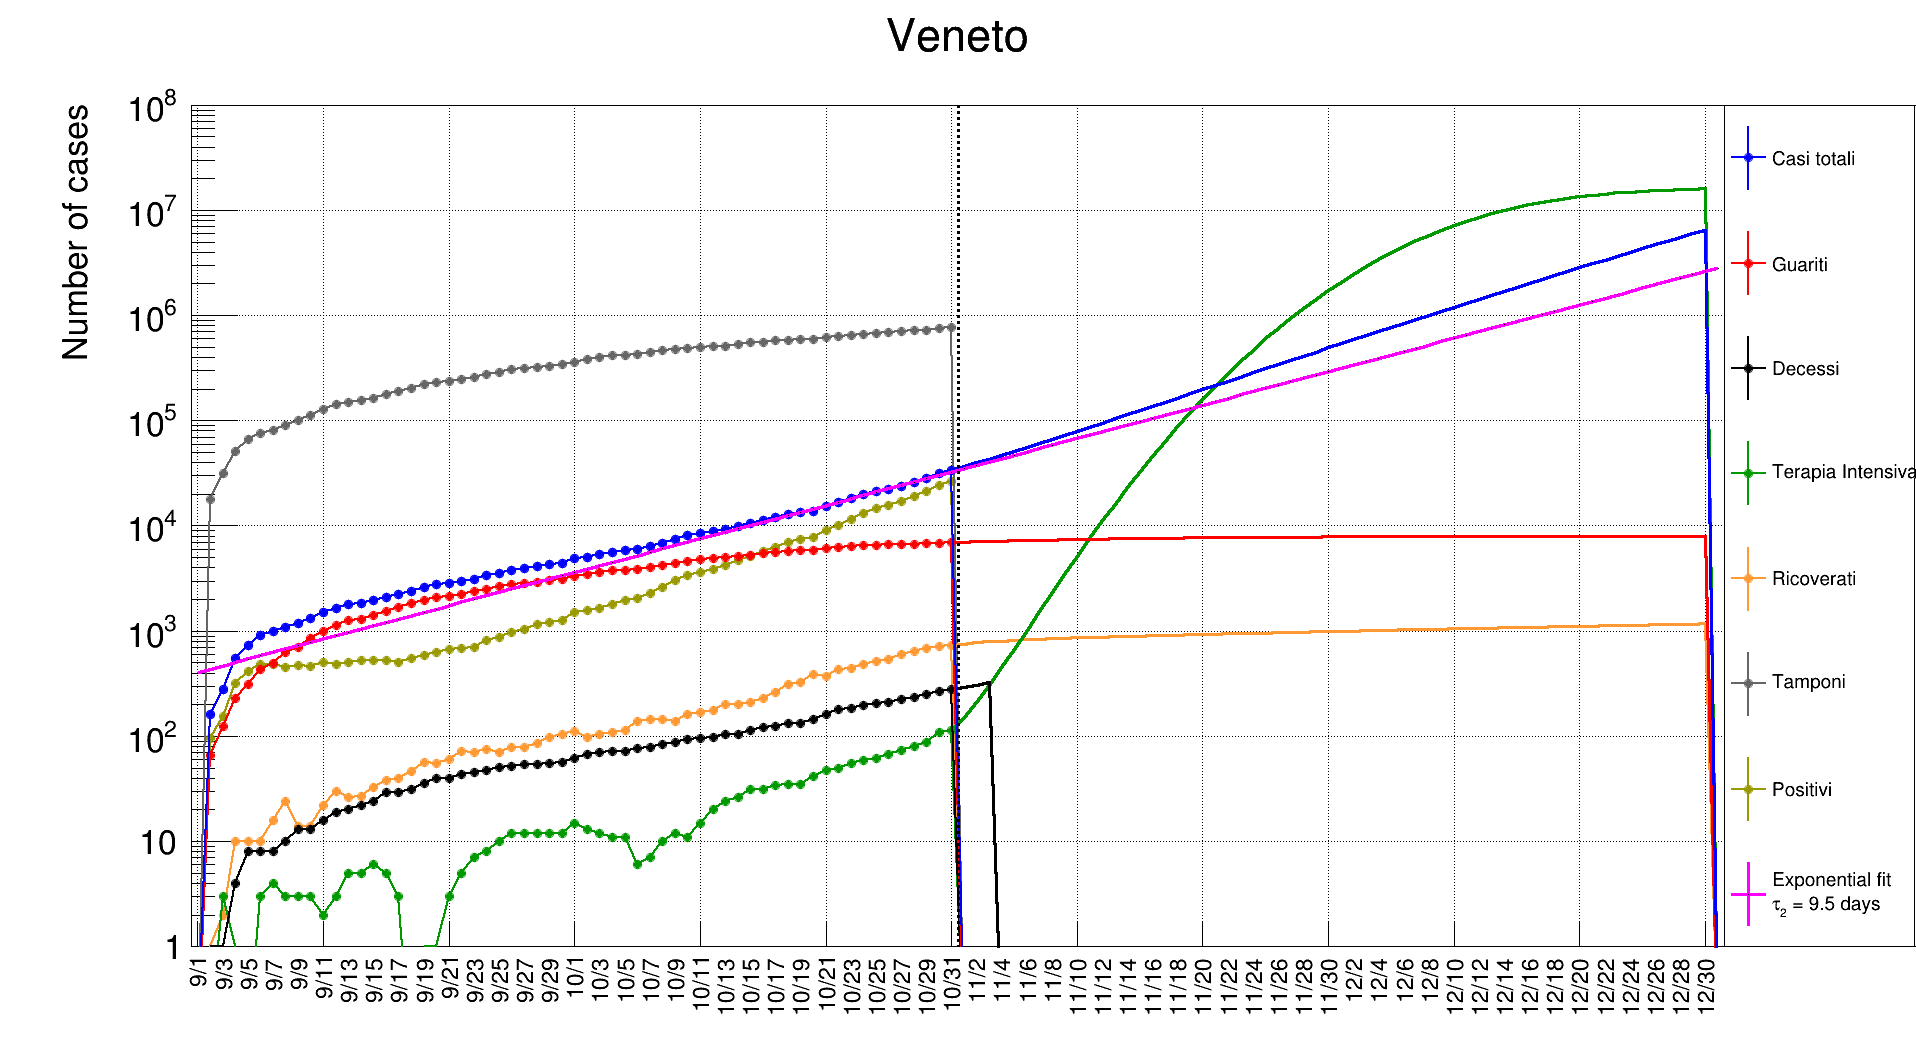 Veneto
Number of cases
10^8
10^7
10^6
10^5
10^4
10^3
10^2
10
1
9/1 9/3 9/5 9/7 9/9 9/11 9/13 9/15 9/17 9/19 9/21 9/23 9/25 9/27 9/29 10/1 10/3 10/5 10/7 10/9 10/11 10/13 10/15 10/17 10/19 10/21 10/23 10/25 10/27 10/29 10/31 11/2 11/4 11/6 11/8 11/10 11/12 11/14 11/16 11/18 11/20 11/22 11/24 11/26 11/28 11/30 12/2 12/4 12/6 12/8 12/10 12/12 12/14 12/16 12/18 12/20 12/22 12/24 12/26 12/28 12/30
Casi totali
Guariti
Decessi
Terapia Intensiva
Ricoverati
Tamponi
Positivi
Exponential fit
τ₂ = 9.5 days